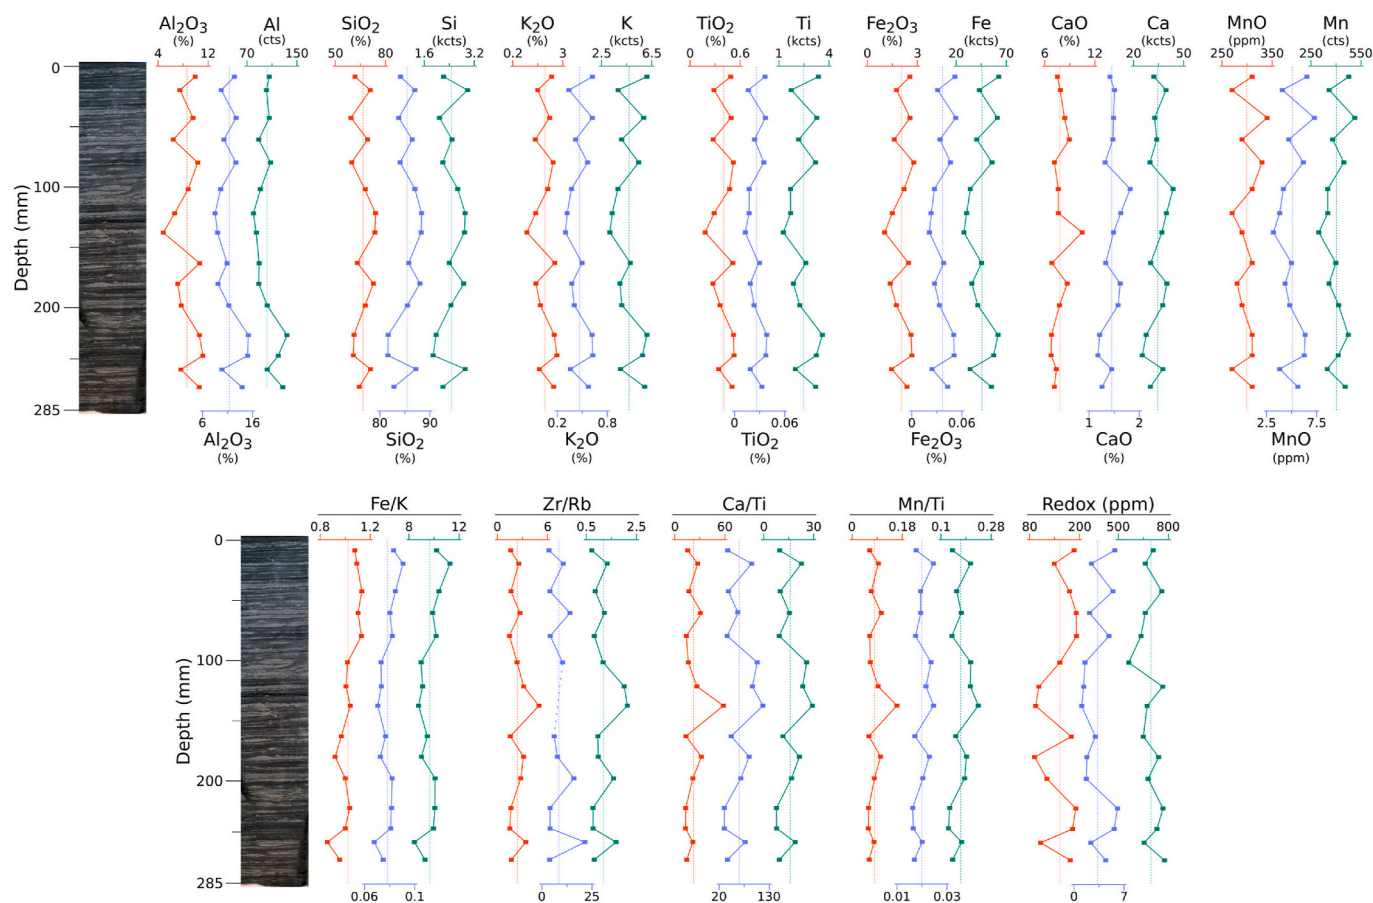 Al₂O₃ Al SiO₂ Si K₂O K TiO₂ Ti Fe₂O₃ Fe CaO Ca MnO Mn
(%) (cts) (%) (kcts) (%) (kcts) (%) (kcts) (%) (kcts) (%) (kcts) (ppm) (cts)
4 12 70 150 50 80 1.6 3.2 0.2 3 2.5 6.5 0 0.6 1 4 0 3 20 70 6 12 20 50 250 350 250 550
0
100
200
285
Depth (mm)
6 16 80 90 0.2 0.8 0 0.06 0 0.06 1 2 2.5 7.5
Al₂O₃ SiO₂ K₂O TiO₂ Fe₂O₃ CaO MnO
(%) (%) (%) (%) (%) (%) (ppm)
Fe/K Zr/Rb Ca/Ti Mn/Ti Redox (ppm)
0.8 1.2 8 12 0 6 0.5 2.5 0 60 0 30 0 0.18 0.1 0.28 80 200 500 800
0
100
200
285
Depth (mm)
0.06 0.1 0 25 20 130 0.01 0.03 0 7